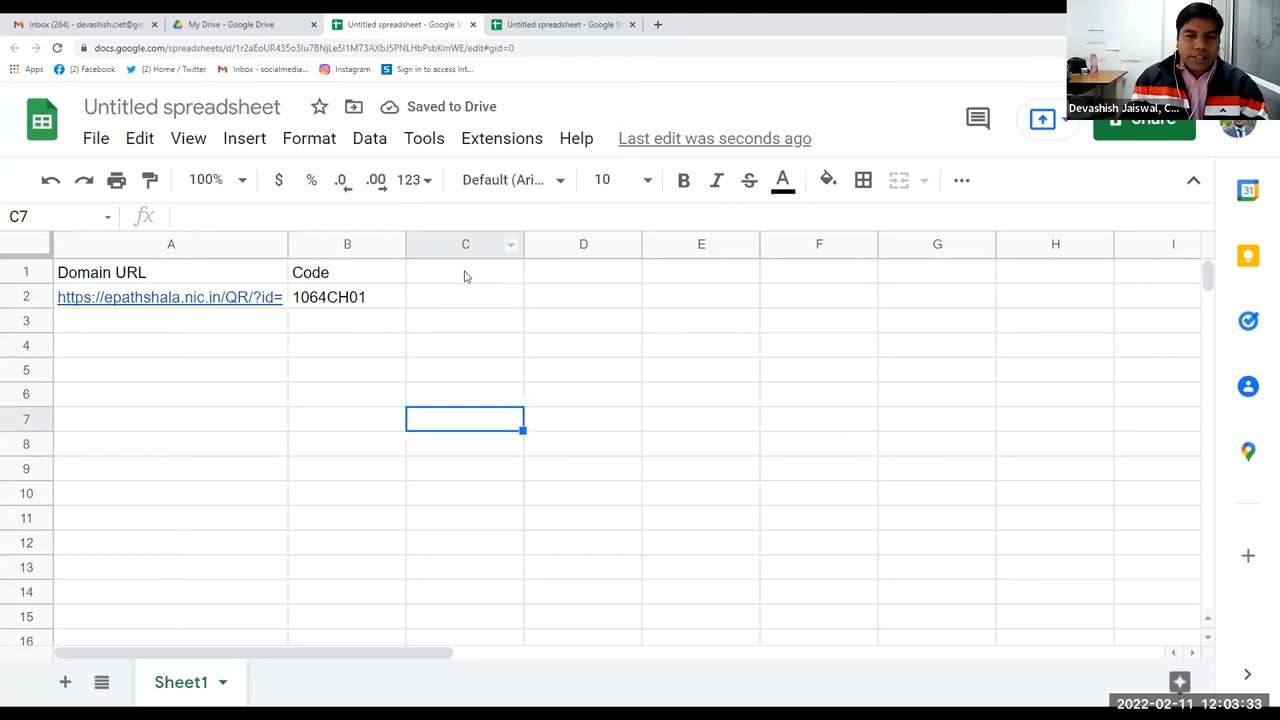 Inbox (264) - devashish.ciet@gm
My Drive - Google Drive
Untitled spreadsheet - Google S
Untitled spreadsheet - Google S
docs.google.com/spreadsheets/d/1r2aEoUR435o3Iu7BNjLe5I1M73AXbJ5PNLHbPsbKmWE/edit#gid=0
Apps
(2) Facebook
(2) Home / Twitter
Inbox - socialmedia...
Instagram
Sign in to access Int...
Devashish Jaiswal, C...
Untitled spreadsheet
Saved to Drive
Share
File Edit View Insert Format Data Tools Extensions Help Last edit was seconds ago
100% $ % .0 .00 123 Default (Ari... 10 B I S A ...
31
C7 fx
A B C D E F G H I
1 Domain URL Code
2 https://epathshala.nic.in/QR/?id= 1064CH01
3
4
5
6
7
8
9
10
11
12
13
14
15
16
Sheet1
2022-02-11 12:03:33